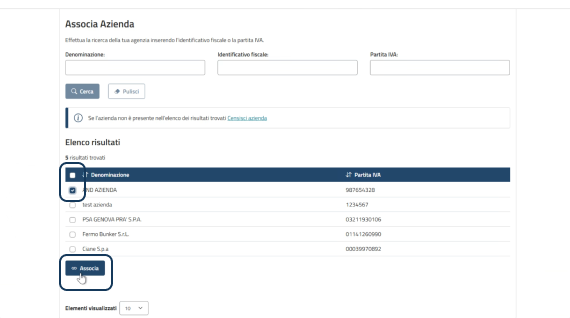 Associa Azienda
Effettua la ricerca della tua agenzia inserendo l'identificativo fiscale o la partita IVA.
Denominazione: Identificativo fiscale: Partita IVA:
Cerca Pulisci
Se l'azienda non è presente nell'elenco dei risultati trovati Censisci azienda
Elenco risultati
5 risultati trovati
Denominazione Partita IVA
AZIENDA 987654328
test azienda 1234567
PSA GENOVA PRA' S.P.A. 03211930106
Fermo Bunker S.r.L. 01141260990
Ciane S.p.a 00039970892
Associa
Elementi visualizzati 10